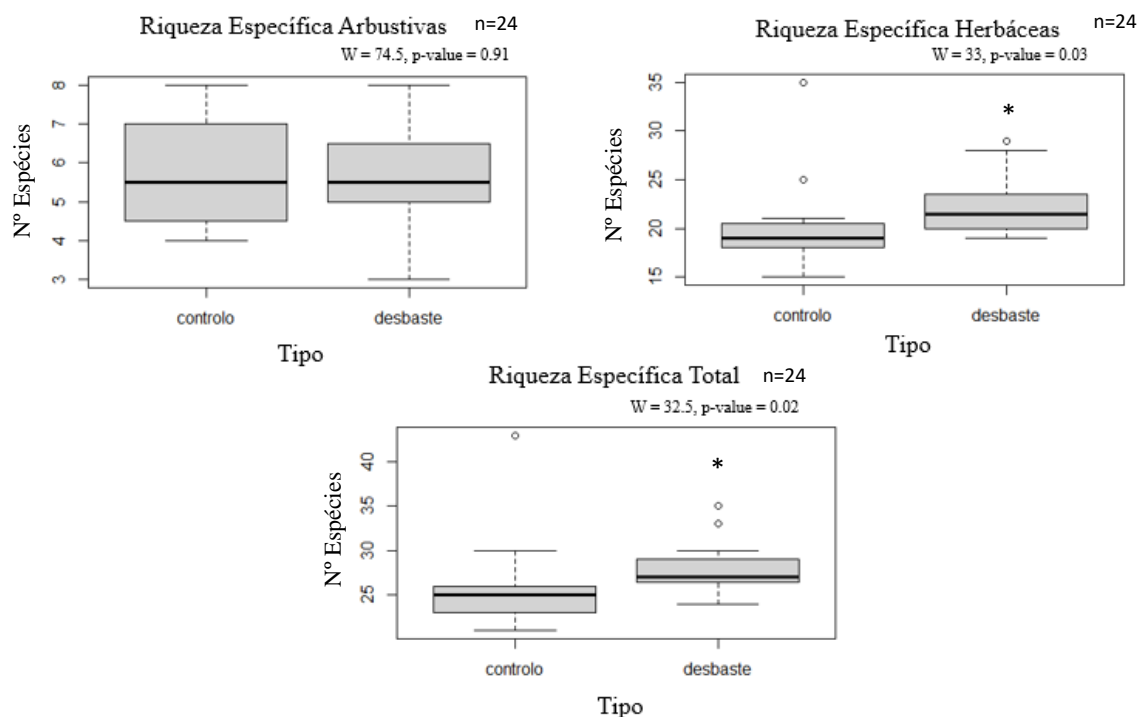 Riqueza Específica Arbustivas n=24
W = 74.5, p-value = 0.91
Nº Espécies
8
7
6
5
4
3
controlo desbaste
Tipo
Riqueza Específica Herbáceas n=24
W = 33, p-value = 0.03
Nº Espécies
35
30
25
20
15
*
controlo desbaste
Tipo
Riqueza Específica Total n=24
W = 32.5, p-value = 0.02
Nº Espécies
40
35
30
25
*
controlo desbaste
Tipo